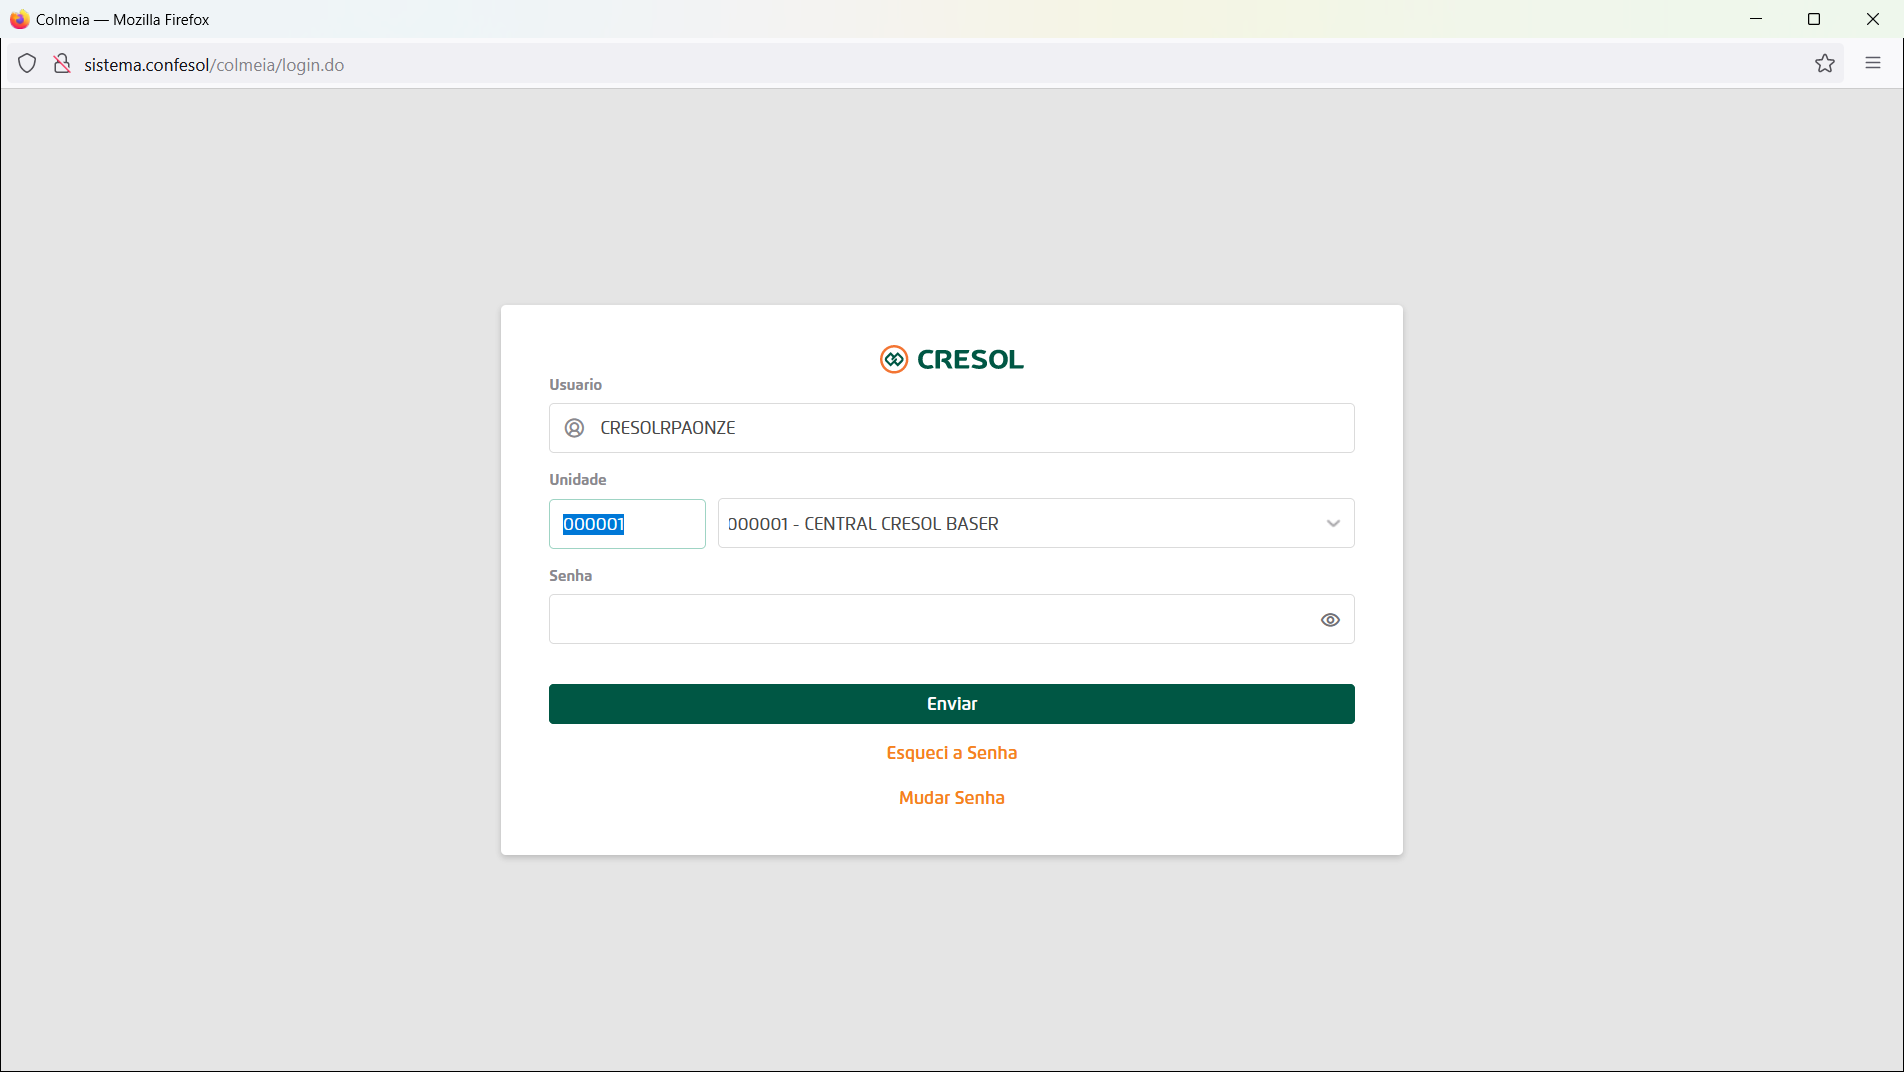 Colmeia — Mozilla Firefox
sistema.confesol/colmeia/login.do
CRESOL
Usuario
CRESOLRPAONZE
Unidade
000001
000001 - CENTRAL CRESOL BASER
Senha
Enviar
Esqueci a Senha
Mudar Senha